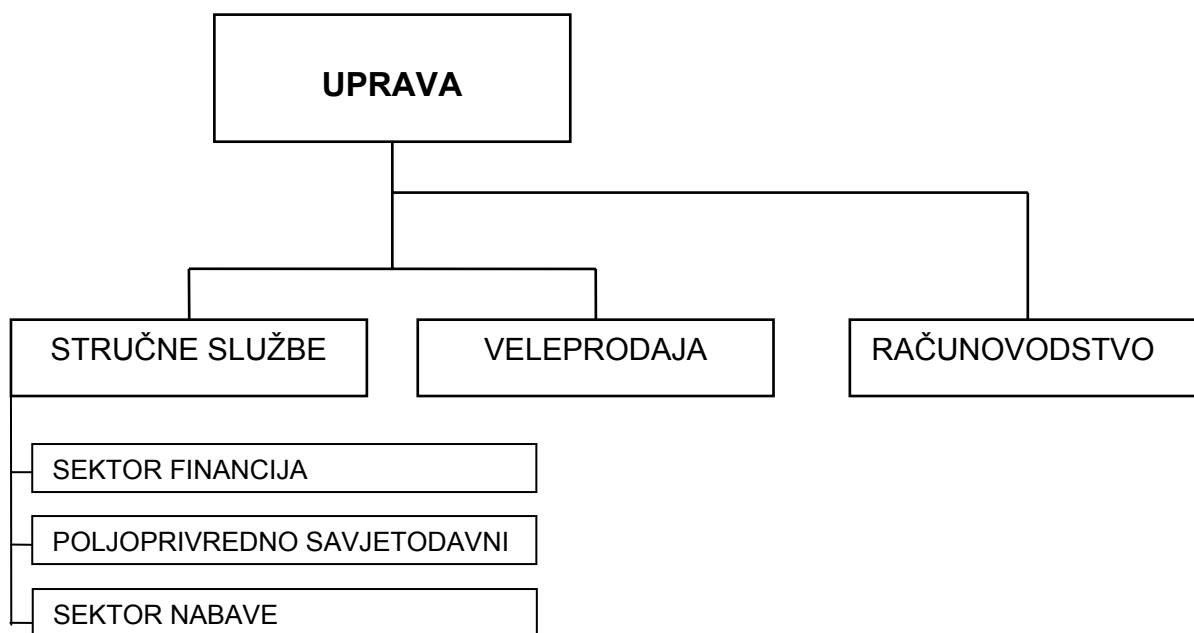 UPRAVA
STRUČNE SLUŽBE
VELEPRODAJA
RAČUNOVODSTVO
SEKTOR FINANCIJA
POLJOPRIVREDNO SAVJETODAVNI
SEKTOR NABAVE